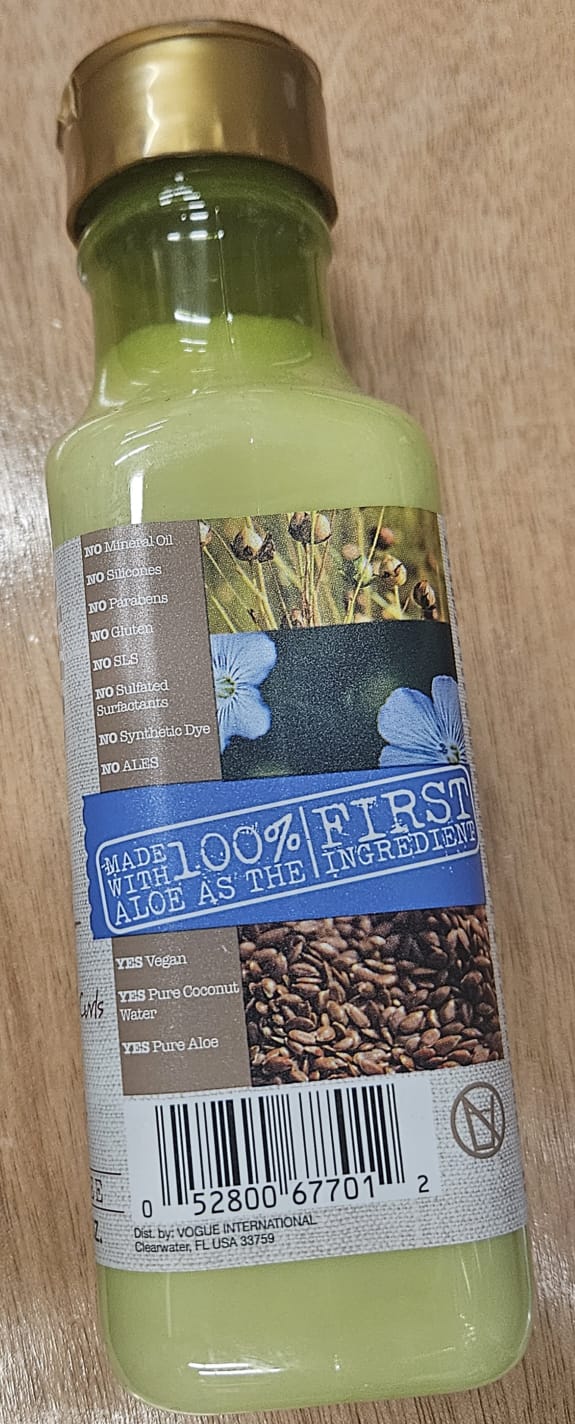 NO Mineral Oil
NO Silicones
NO Parabens
NO Gluten
NO SLS
NO Sulfated
Surfactants
NO Synthetic Dye
NO ALES
MADE WITH 100% ALOE AS THE FIRST INGREDIENT
YES Vegan
YES Pure Coconut
Water
YES Pure Aloe
Curls
0 52800 67701 2
Dist. by: VOGUE INTERNATIONAL
Clearwater, FL USA 33759